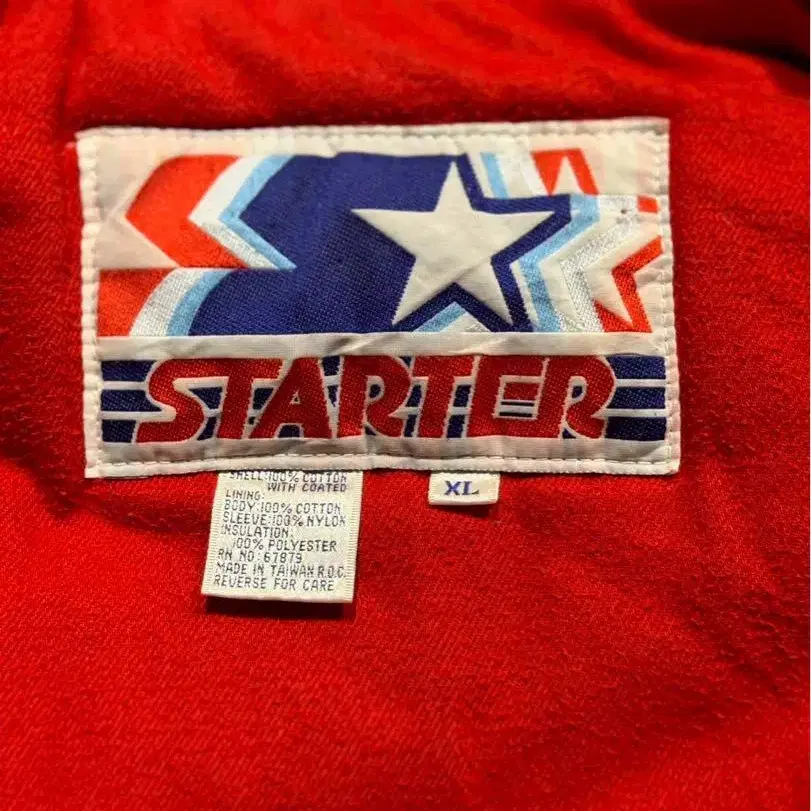 STARTER
SHELL:100% COTTON
WITH COATED
LINING:
BODY:100% COTTON
SLEEVE:100% NYLON
INSULATION:
100% POLYESTER
RN NO:67879
MADE IN TAIWAN R.O.C.
REVERSE FOR CARE
XL